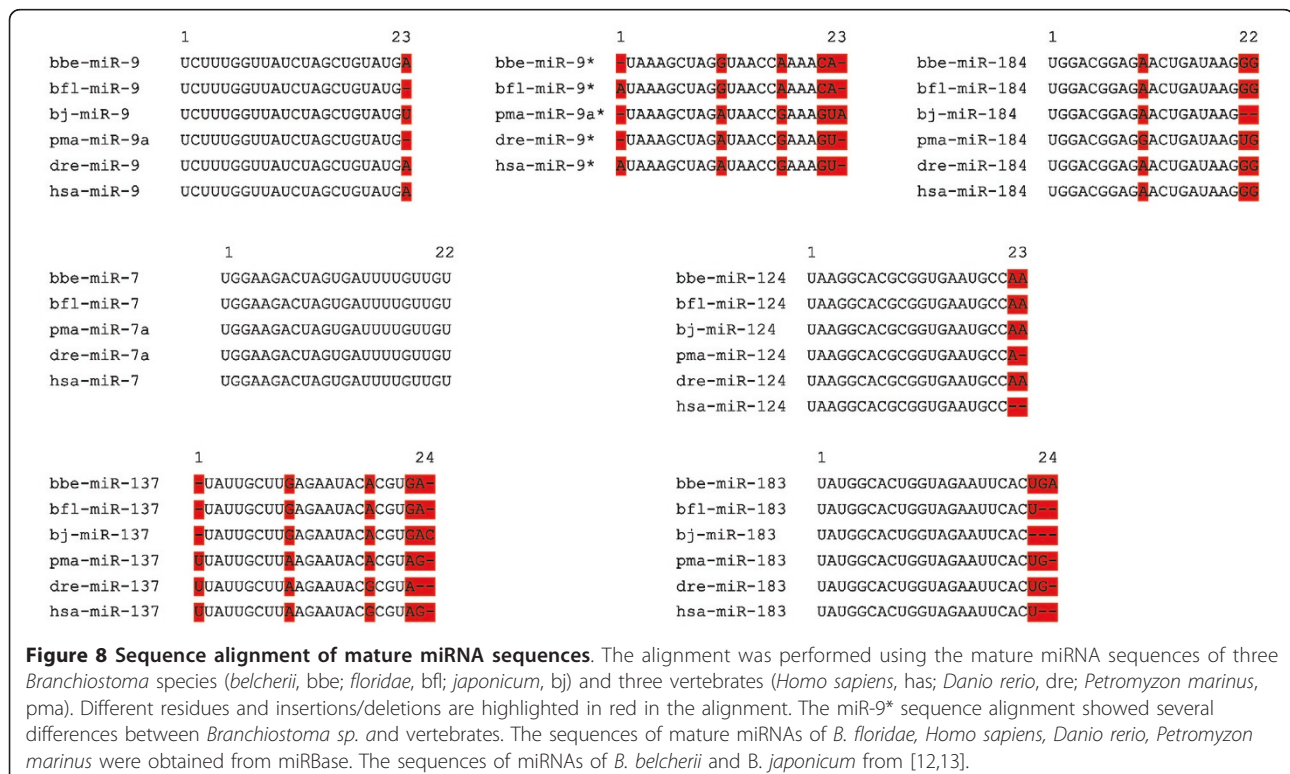 1 23
bbe-miR-9 UCUUUGGUUAUCUAGCUGUAUGA
bfl-miR-9 UCUUUGGUUAUCUAGCUGUAUG-
bj-miR-9 UCUUUGGUUAUCUAGCUGUAUGU
pma-miR-9a UCUUUGGUUAUCUAGCUGUAUG-
dre-miR-9 UCUUUGGUUAUCUAGCUGUAUGA
hsa-miR-9 UCUUUGGUUAUCUAGCUGUAUGA
1 23
bbe-miR-9* -UAAAGCUAGGUAACCAAAACA-
bfl-miR-9* AUAAAGCUAGGUAACCAAAACA-
pma-miR-9a* -UAAAGCUAGAUAACCGAAAGUA
dre-miR-9* -UAAAGCUAGAUAACCGAAAGU-
hsa-miR-9* AUAAAGCUAGAUAACCGAAAGU-
1 22
bbe-miR-184 UGGACGGAGAACUGAUAAGGG
bfl-miR-184 UGGACGGAGAACUGAUAAGGG
bj-miR-184 UGGACGGAGAACUGAUAAG--
pma-miR-184 UGGACGGAGGACUGAUAAGUG
dre-miR-184 UGGACGGAGAACUGAUAAGGG
hsa-miR-184 UGGACGGAGAACUGAUAAGGG
1 22
bbe-miR-7 UGGAAGACUAGUGAUUUUGUUGU
bfl-miR-7 UGGAAGACUAGUGAUUUUGUUGU
pma-miR-7a UGGAAGACUAGUGAUUUUGUUGU
dre-miR-7a UGGAAGACUAGUGAUUUUGUUGU
hsa-miR-7 UGGAAGACUAGUGAUUUUGUUGU
1 23
bbe-miR-124 UAAGGCACGCGGUGAAUGCCAA
bfl-miR-124 UAAGGCACGCGGUGAAUGCCAA
bj-miR-124 UAAGGCACGCGGUGAAUGCCAA
pma-miR-124 UAAGGCACGCGGUGAAUGCCA-
dre-miR-124 UAAGGCACGCGGUGAAUGCCAA
hsa-miR-124 UAAGGCACGCGGUGAAUGCC--
1 24
bbe-miR-137 -UAUUGCUUGAGAAUACACGUGA-
bfl-miR-137 -UAUUGCUUGAGAAUACACGUGA-
bj-miR-137 -UAUUGCUUGAGAAUACACGUGAC
pma-miR-137 UUAUUGCUUAAGAAUACACGUAG-
dre-miR-137 UUAUUGCUUAAGAAUACGCGUA--
hsa-miR-137 UUAUUGCUUAAGAAUACGCGUAG-
1 24
bbe-miR-183 UAUGGCACUGGUAGAAUUCACUGA
bfl-miR-183 UAUGGCACUGGUAGAAUUCACU--
bj-miR-183 UAUGGCACUGGUAGAAUUCAC---
pma-miR-183 UAUGGCACUGGUAGAAUUCACUG-
dre-miR-183 UAUGGCACUGGUAGAAUUCACUG-
hsa-miR-183 UAUGGCACUGGUAGAAUUCACU--
Figure 8 Sequence alignment of mature miRNA sequences. The alignment was performed using the mature miRNA sequences of three
Branchiostoma species (belcherii, bbe; floridae, bfl; japonicum, bj) and three vertebrates (Homo sapiens, has; Danio rerio, dre; Petromyzon marinus,
pma). Different residues and insertions/deletions are highlighted in red in the alignment. The miR-9* sequence alignment showed several
differences between Branchiostoma sp. and vertebrates. The sequences of mature miRNAs of B. floridae, Homo sapiens, Danio rerio, Petromyzon
marinus were obtained from miRBase. The sequences of miRNAs of B. belcherii and B. japonicum from [12,13].